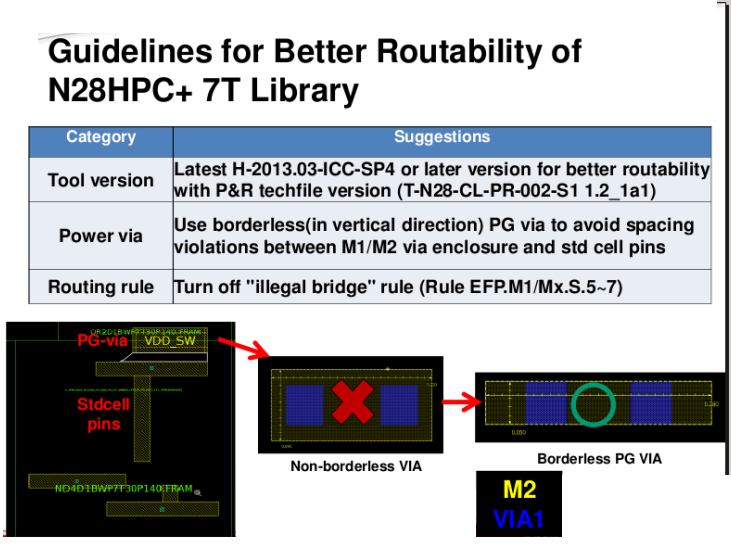 Guidelines for Better Routability of
N28HPC+ 7T Library
Category
Suggestions
Tool version
Latest H-2013.03-ICC-SP4 or later version for better routability
with P&R techfile version (T-N28-CL-PR-002-S1 1.2_1a1)
Power via
Use borderless(in vertical direction) PG via to avoid spacing
violations between M1/M2 via enclosure and std cell pins
Routing rule
Turn off "illegal bridge" rule (Rule EFP.M1/Mx.S.5~7)
PG-via
VDD_SW
Stdcell
pins
ND4D1BWP7T30P140.FRAM
Non-borderless VIA
0.050
Borderless PG VIA
M2
VIA1